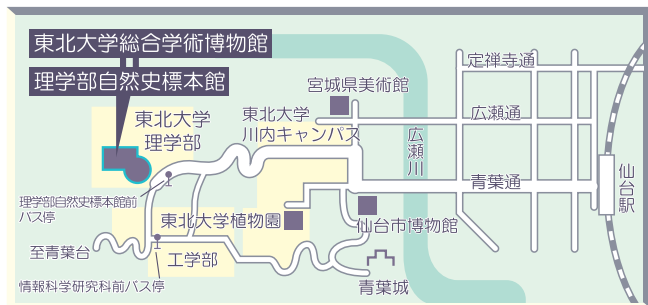 東北大学総合学術博物館
理学部自然史標本館
定禅寺通
宮城県美術館
東北大学
理学部
東北大学
川内キャンパス
広瀬通
広瀬川
青葉通
仙台駅
理学部自然史標本館前
バス停
東北大学植物園
仙台市博物館
至青葉台
工学部
情報科学研究科前バス停
青葉城